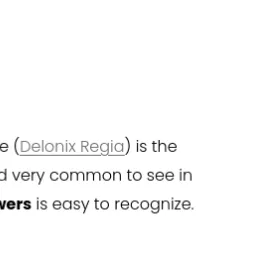 e (Delonix Regia) is the
d very common to see in
wers is easy to recognize.